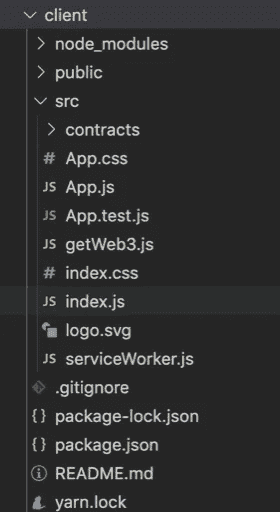 client
node_modules
public
src
contracts
# App.css
JS App.js
JS App.test.js
JS getWeb3.js
# index.css
JS index.js
logo.svg
JS serviceWorker.js
.gitignore
{} package-lock.json
{} package.json
README.md
yarn.lock